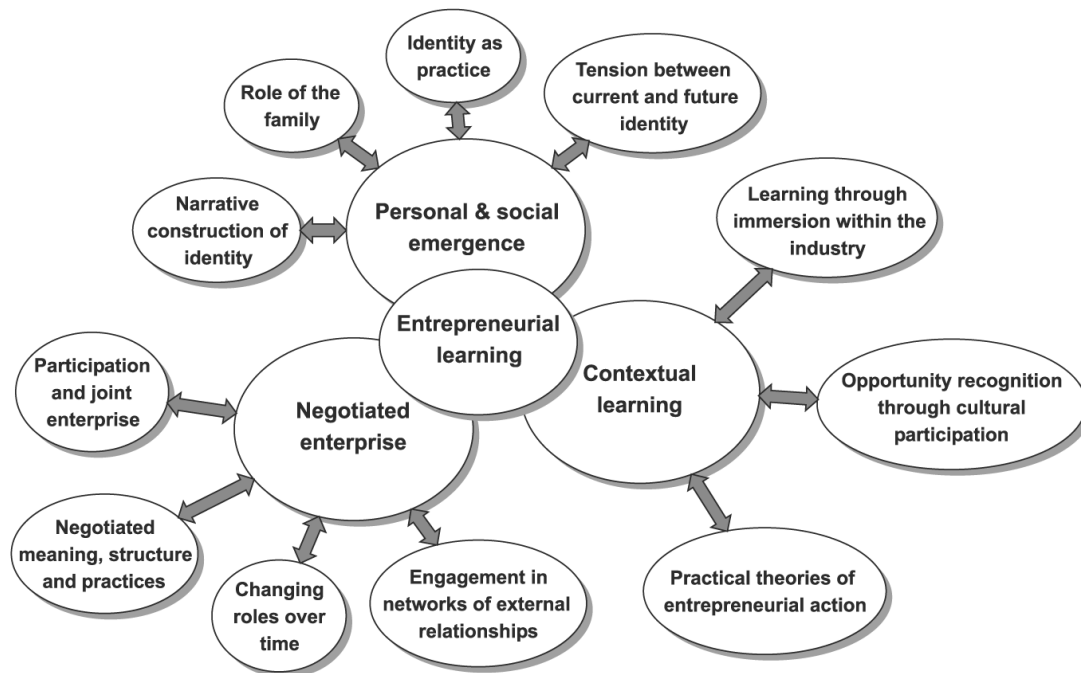 Identity as
practice
Tension between
current and future
identity
Role of the
family
Narrative
construction of
identity
Personal & social
emergence
Learning through
immersion within the
industry
Entrepreneurial
learning
Contextual
learning
Opportunity recognition
through cultural
participation
Participation
and joint
enterprise
Negotiated
enterprise
Negotiated
meaning, structure
and practices
Changing
roles over
time
Engagement in
networks of external
relationships
Practical theories of
entrepreneurial action